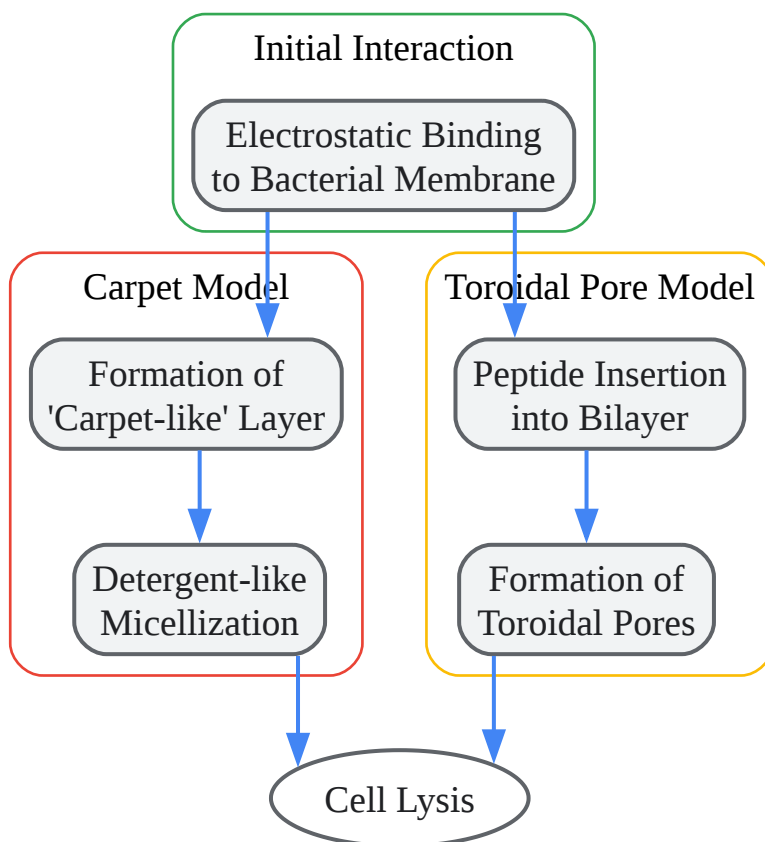 Initial Interaction
Electrostatic Binding
to Bacterial Membrane
Carpet Model
Formation of
'Carpet-like' Layer
Detergent-like
Micellization
Toroidal Pore Model
Peptide Insertion
into Bilayer
Formation of
Toroidal Pores
Cell Lysis